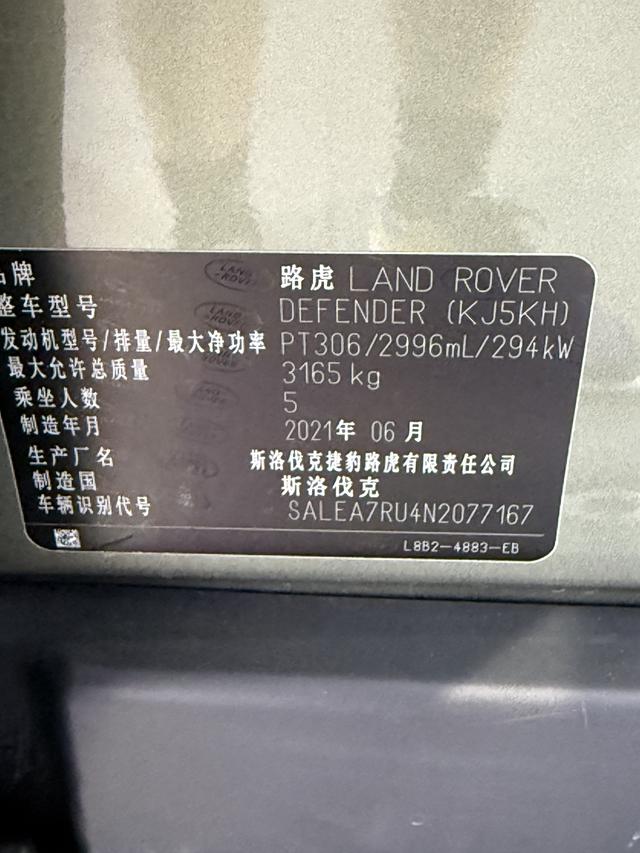 品牌 路虎 LAND ROVER
整车型号 DEFENDER (KJ5KH)
发动机型号/排量/最大净功率 PT306/2996mL/294kW
最大允许总质量 3165 kg
乘坐人数 5
制造年月 2021年 06 月
生产厂名 斯洛伐克捷豹路虎有限责任公司
制造国 斯洛伐克
车辆识别代号 SALEA7RU4N2077167
L8B2-4883-EB